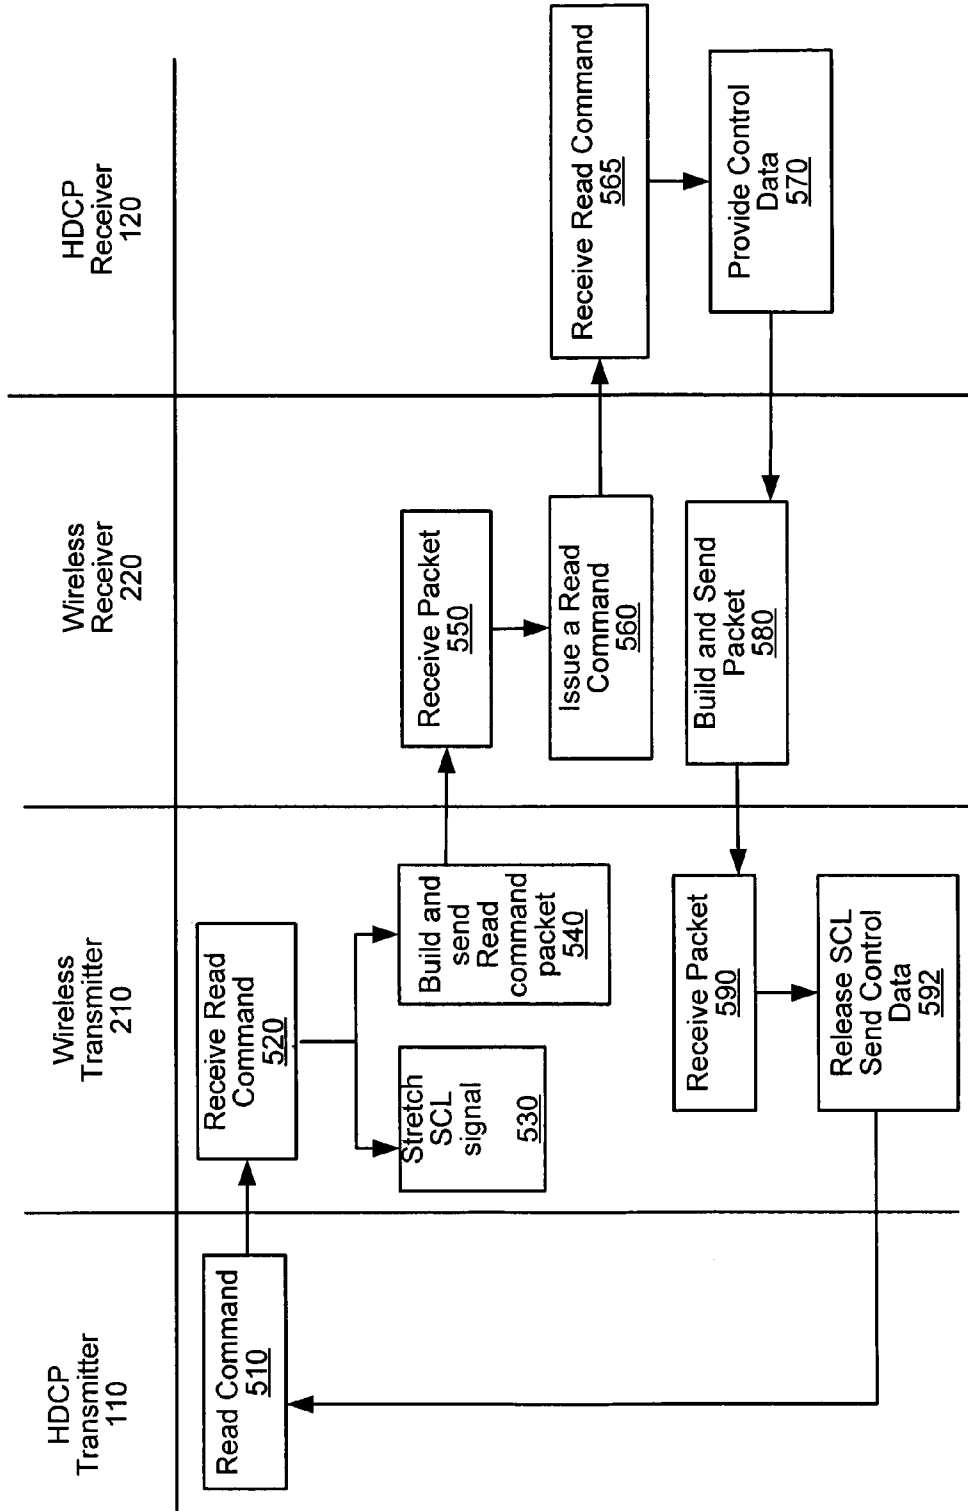 HDCP
Transmitter
110
Wireless
Transmitter
210
Wireless
Receiver
220
HDCP
Receiver
120
Read Command
510
Receive Read
Command
520
Stretch
SCL
signal
530
Build and
send
Read
command
packet
540
Receive Packet
550
Issue a Read
Command
560
Receive Read Command
565
Provide Control
Data
570
Build and Send
Packet
580
Receive Packet
590
Release SCL
Send Control
Data
592